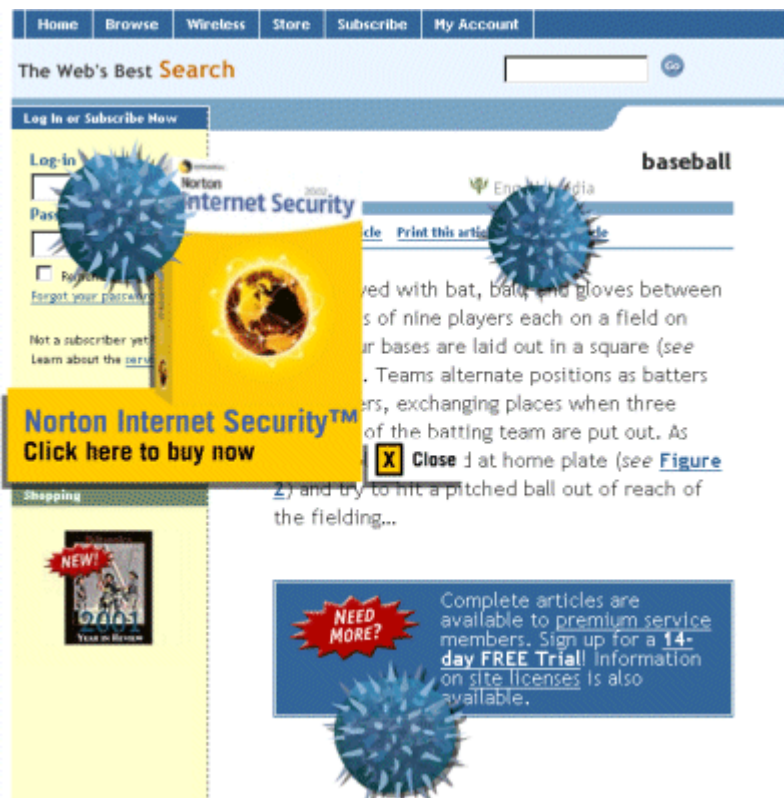 Home Browse Wireless Store Subscribe My Account
The Web's Best Search
Go
Log In or Subscribe Now
Log-in
baseball
Norton
2002
Internet Security
Print this
Forgot your password
Not a subscriber yet
Learn about the
with bat, ball, and gloves between
s of nine players each on a field on
bases are laid out in a square (see
. Teams alternate positions as batters
exchanging places when three
of the batting team are put out. As
Norton Internet Security™
Click here to buy now
X Close
at home plate (see Figure
2) and try to hit a pitched ball out of reach of
the fielding...
Shopping
NEW!
2001
YEAR IN REVIEW
NEED
MORE?
Complete articles are
available to premium service
members. Sign up for a 14-
day FREE Trial! Information
on site licenses is also
available.